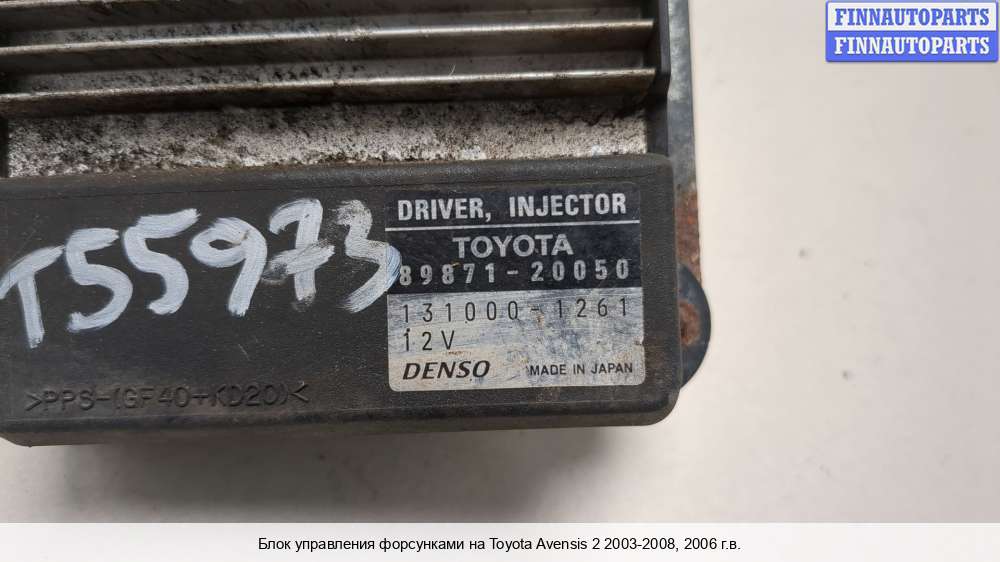 FINNAUTOPARTS
FINNAUTOPARTS
T55973
DRIVER, INJECTOR
TOYOTA
89871-20050
131000-1261
12V
DENSO MADE IN JAPAN
>PPS-(GF40+KD20)<
Блок управления форсунками на Toyota Avensis 2 2003-2008, 2006 г.в.